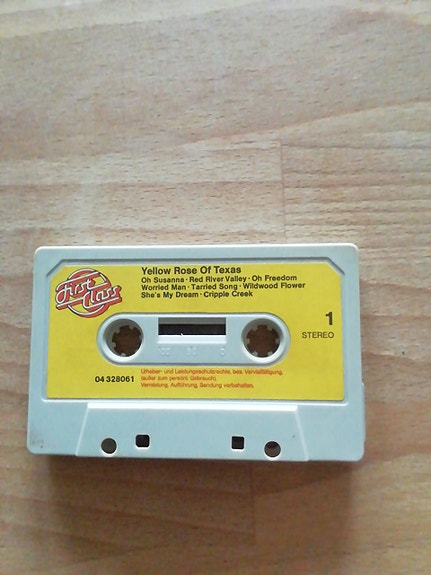 First
Class
Yellow Rose Of Texas
Oh Susanna · Red River Valley · Oh Freedom
Worried Man · Tarried Song · Wildwood Flower
She's My Dream · Cripple Creek
1
STEREO
04 328061
Urheber- und Leistungsschutzrechte, bes. Vervielfältigung,
(außer zum persönl. Gebrauch),
Vermietung, Aufführung, Sendung vorbehalten.